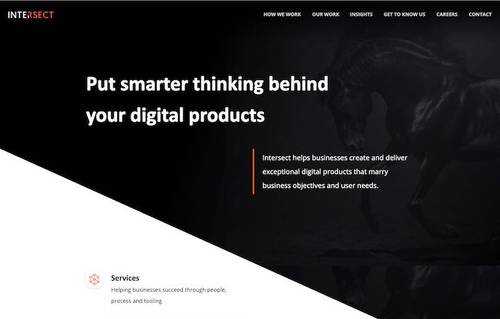 INTERSECT
HOW WE WORK OUR WORK INSIGHTS GET TO KNOW US CAREERS CONTACT
Put smarter thinking behind
your digital products
Intersect helps businesses create and deliver
exceptional digital products that marry
business objectives and user needs.
Services
Helping businesses succeed through people,
process and tooling